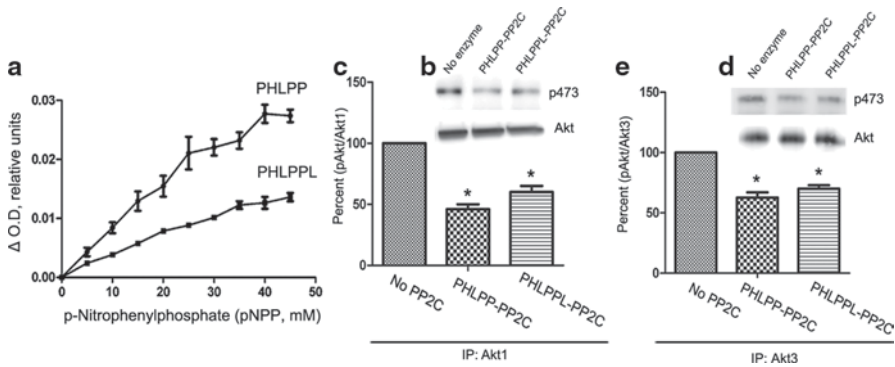 a
Δ O.D, relative units
0.03
0.02
0.01
0.00
PHLPP
PHLPPL
0 10 20 30 40 50
p-Nitrophenylphosphate (pNPP, mM)
c
b
No enzyme
PHLPP-PP2C
PHLPPL-PP2C
p473
Akt
Percent (pAkt/Akt1)
150
100
50
0
*
*
No PP2C
PHLPP-PP2C
PHLPPL-PP2C
IP: Akt1
e
d
No enzyme
PHLPP-PP2C
PHLPPL-PP2C
p473
Akt
Percent (pAkt/Akt3)
150
100
50
0
*
*
No PP2C
PHLPP-PP2C
PHLPPL-PP2C
IP: Akt3